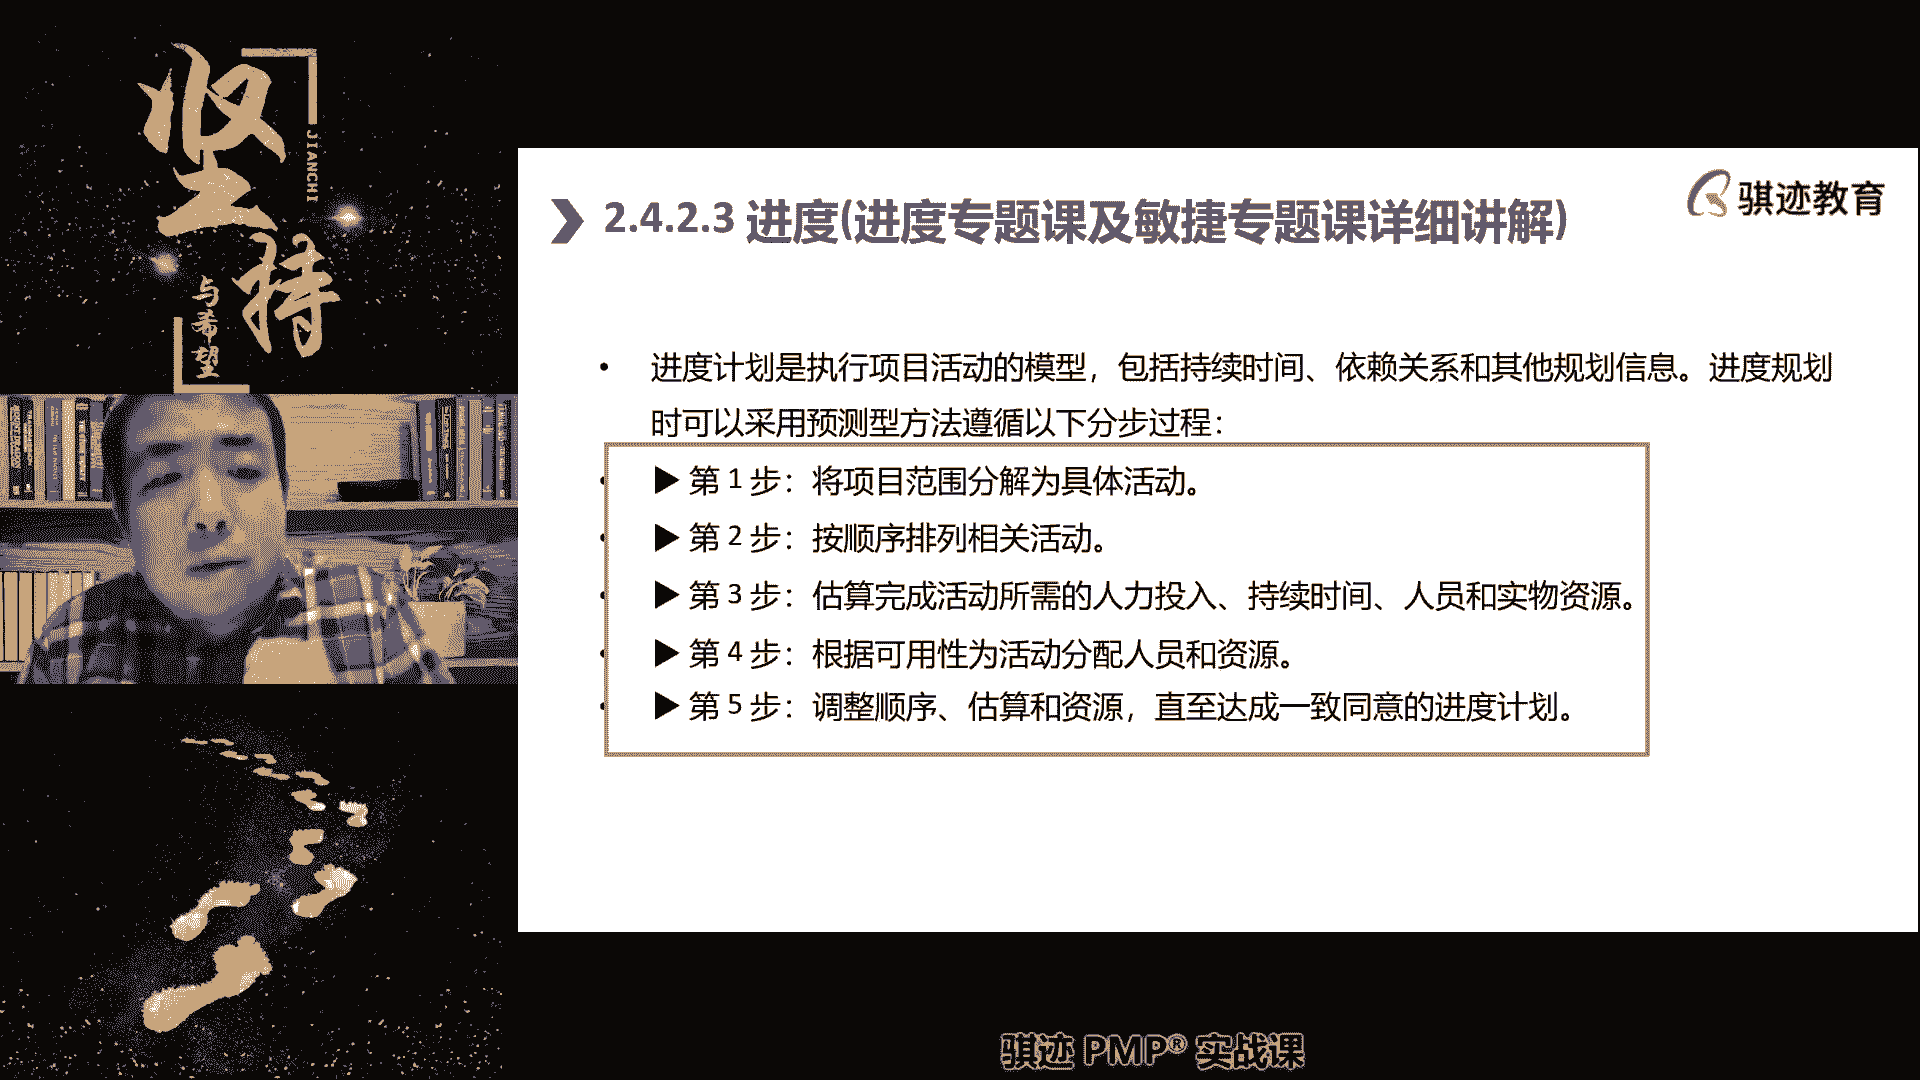 坚持
JIANCHI
与希望
骐迹教育
2.4.2.3 进度(进度专题课及敏捷专题课详细讲解)
• 进度计划是执行项目活动的模型，包括持续时间、依赖关系和其他规划信息。进度规划
时可以采用预测型方法遵循以下分步过程：
▶ 第 1 步：将项目范围分解为具体活动。
▶ 第 2 步：按顺序排列相关活动。
▶ 第 3 步：估算完成活动所需的人力投入、持续时间、人员和实物资源。
▶ 第 4 步：根据可用性为活动分配人员和资源。
▶ 第 5 步：调整顺序、估算和资源，直至达成一致同意的进度计划。
骐迹 PMP® 实战课